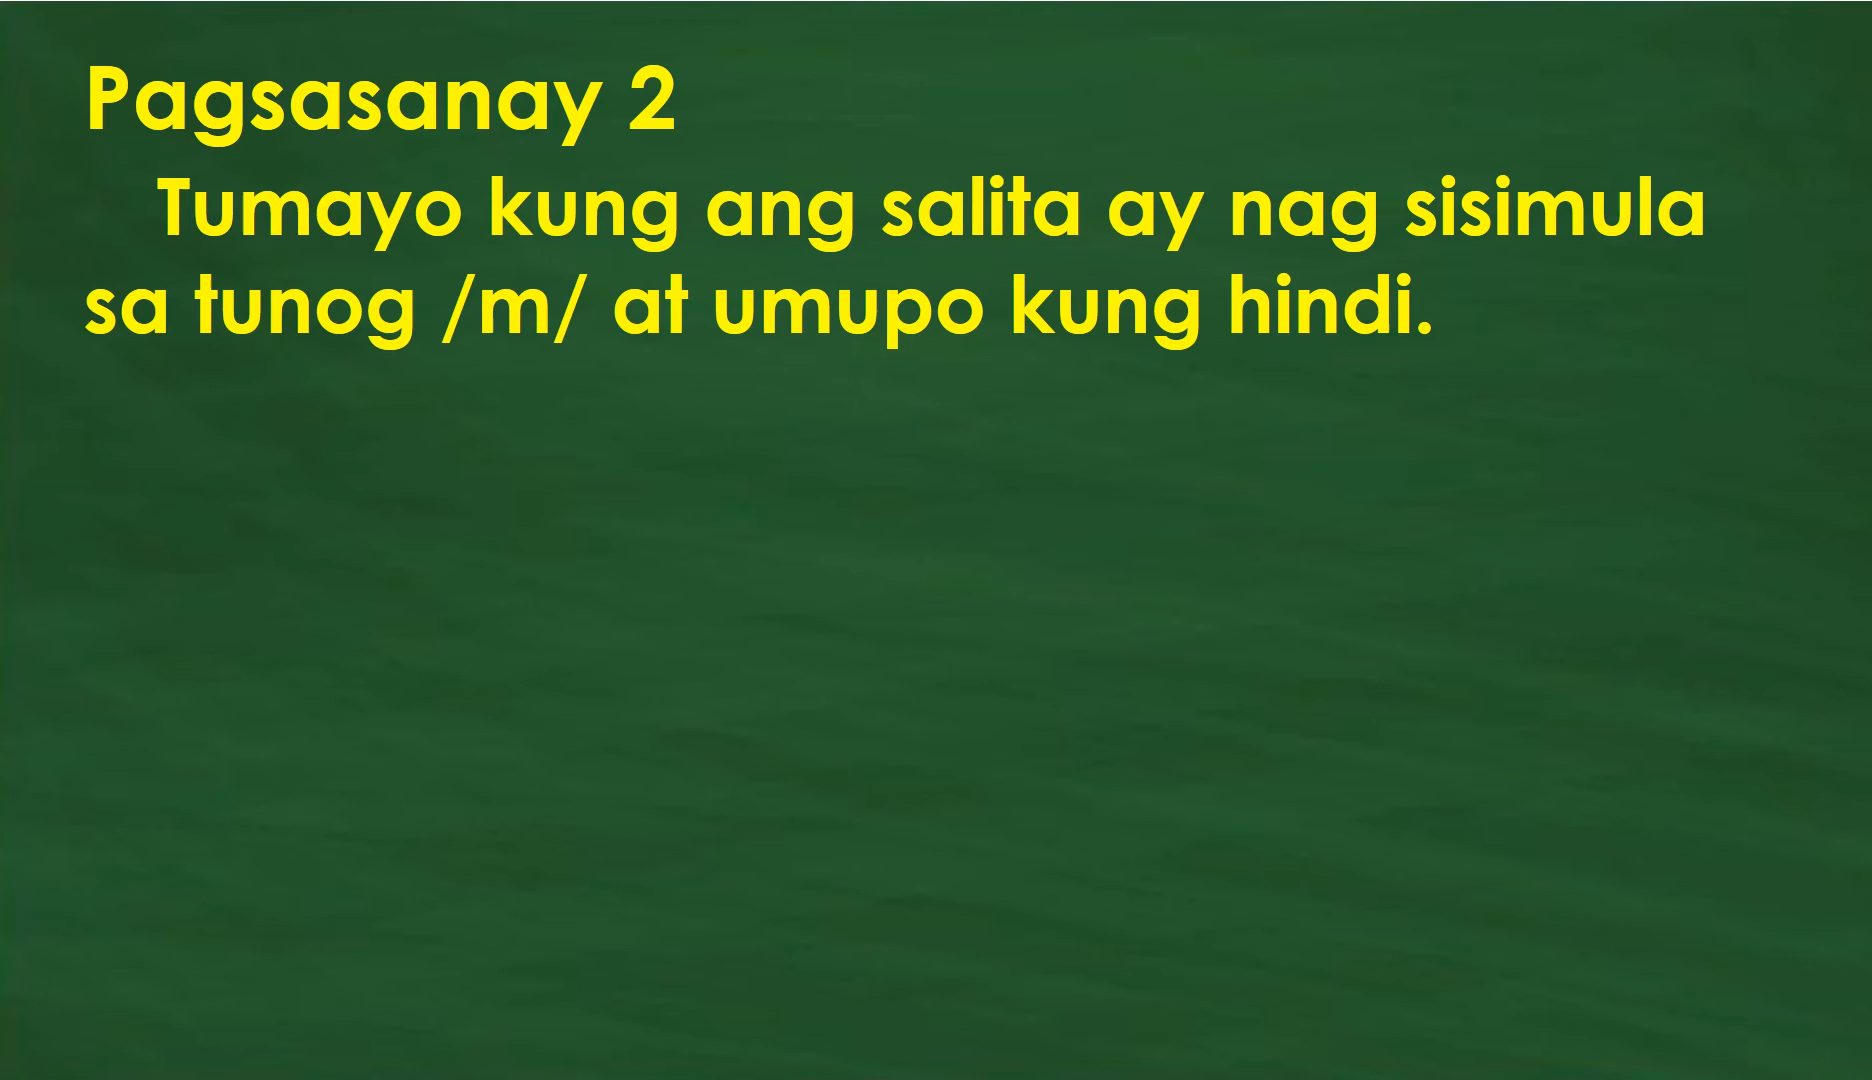 Pagsasanay 2
Tumayo kung ang salita ay nag sisimula
sa tunog /m/ at umupo kung hindi.